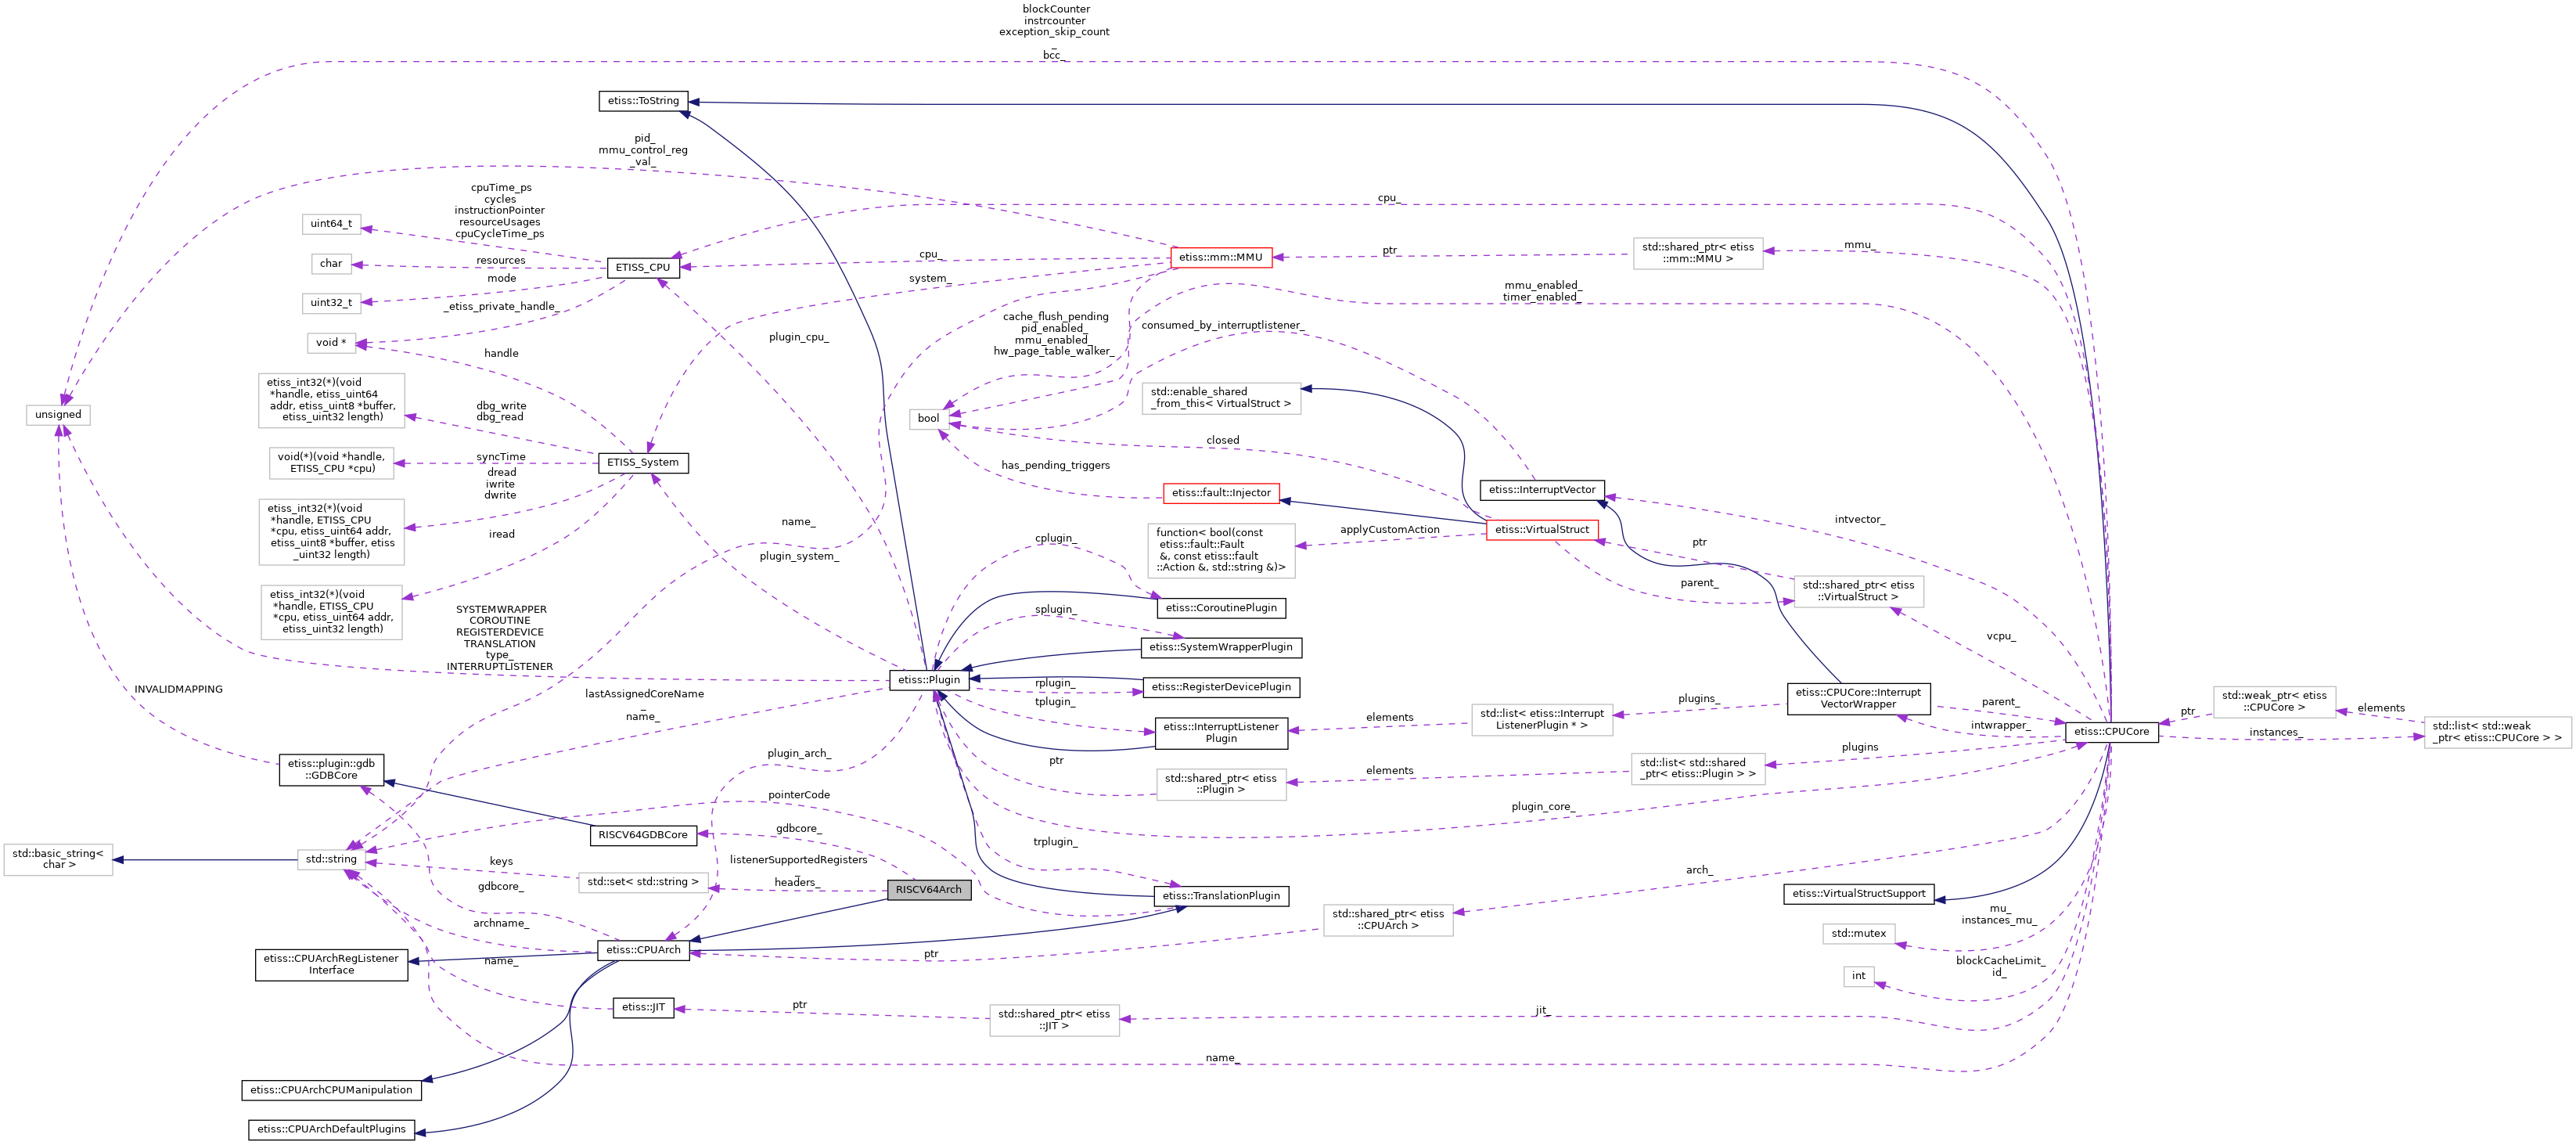 blockCounter
instrcounter
exception_skip_count
_
bcc_
etiss::ToString
pid_
mmu_control_reg
_val_
cpuTime_ps
cycles
instructionPointer
resourceUsages
cpuCycleTime_ps
cpu_
uint64_t
char
resources
ETISS_CPU
cpu_
etiss::mm::MMU
ptr
std::shared_ptr< etiss
::mm::MMU >
mmu_
mode
uint32_t
system_
_etiss_private_handle_
mmu_enabled_
timer_enabled_
void *
handle
plugin_cpu_
cache_flush_pending
pid_enabled_
mmu_enabled_
hw_page_table_walker_
consumed_by_interruptlistener_
etiss_int32(*)(void
*handle, etiss_uint64
addr, etiss_uint8 *buffer,
etiss_uint32 length)
dbg_write
dbg_read
unsigned
bool
std::enable_shared
_from_this< VirtualStruct >
closed
void(*)(void *handle,
ETISS_CPU *cpu)
syncTime
ETISS_System
has_pending_triggers
dread
iwrite
dwrite
etiss::fault::Injector
etiss::InterruptVector
etiss_int32(*)(void
*handle, ETISS_CPU
*cpu, etiss_uint64 addr,
etiss_uint8 *buffer, etiss
_uint32 length)
iread
name_
intvector_
function< bool(const
etiss::fault::Fault
&, const etiss::fault
::Action &, std::string &)>
applyCustomAction
etiss::VirtualStruct
ptr
cplugin_
plugin_system_
parent_
std::shared_ptr< etiss
::VirtualStruct >
etiss_int32(*)(void
*handle, ETISS_CPU
*cpu, etiss_uint64 addr,
etiss_uint32 length)
SYSTEMWRAPPER
COROUTINE
REGISTERDEVICE
TRANSLATION
type_
INTERRUPTLISTENER
splugin_
etiss::CoroutinePlugin
vcpu_
etiss::SystemWrapperPlugin
etiss::Plugin
rplugin_
etiss::RegisterDevicePlugin
INVALIDMAPPING
lastAssignedCoreName
_
name_
tplugin_
etiss::InterruptListener
Plugin
elements
std::list< etiss::Interrupt
ListenerPlugin * >
plugins_
etiss::CPUCore::Interrupt
VectorWrapper
parent_
intwrapper_
etiss::CPUCore
ptr
std::weak_ptr< etiss
::CPUCore >
elements
instances_
std::list< std::weak
_ptr< etiss::CPUCore > >
etiss::plugin::gdb
::GDBCore
plugin_arch_
ptr
std::shared_ptr< etiss
::Plugin >
elements
std::list< std::shared
_ptr< etiss::Plugin > >
plugins
pointerCode
plugin_core_
RISCV64GDBCore
gdbcore_
trplugin_
std::basic_string<
char >
std::string
keys
listenerSupportedRegisters
_
headers_
std::set< std::string >
gdbcore_
RISCV64Arch
etiss::TranslationPlugin
arch_
etiss::VirtualStructSupport
archname_
std::shared_ptr< etiss
::CPUArch >
mu_
instances_mu_
std::mutex
etiss::CPUArch
ptr
etiss::CPUArchRegListener
Interface
name_
blockCacheLimit_
id_
int
etiss::JIT
ptr
std::shared_ptr< etiss
::JIT >
jit_
name_
etiss::CPUArchCPUManipulation
etiss::CPUArchDefaultPlugins